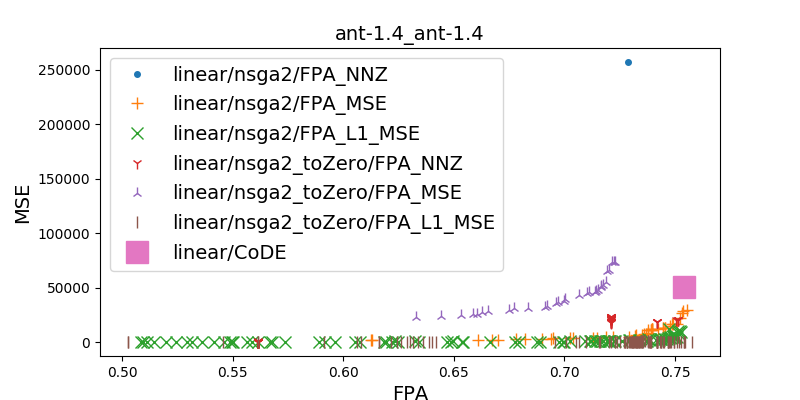 ant-1.4_ant-1.4
250000
200000
150000
100000
50000
0
MSE
linear/nsga2/FPA_NNZ
linear/nsga2/FPA_MSE
linear/nsga2/FPA_L1_MSE
linear/nsga2_toZero/FPA_NNZ
linear/nsga2_toZero/FPA_MSE
linear/nsga2_toZero/FPA_L1_MSE
linear/CoDE
0.50 0.55 0.60 0.65 0.70 0.75
FPA